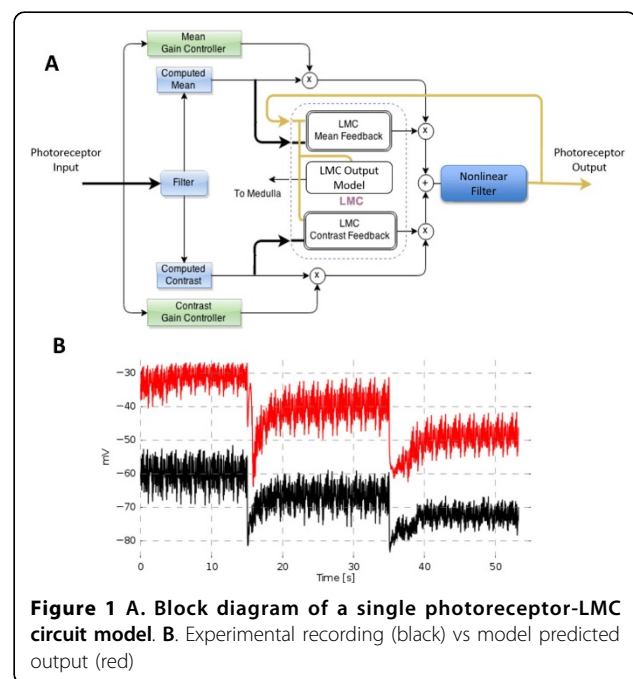 A
Mean
Gain Controller
Computed
Mean
x
Photoreceptor
Input
Filter
LMC
Mean Feedback
x
LMC Output
Model
To Medulla
LMC
+
Nonlinear
Filter
Photoreceptor
Output
LMC
Contrast Feedback
x
Computed
Contrast
x
Contrast
Gain Controller
B
−30
−40
−50
mV
−60
−70
−80
0 10 20 30 40 50
Time [s]
Figure 1 A. Block diagram of a single photoreceptor-LMC
circuit model. B. Experimental recording (black) vs model predicted
output (red)